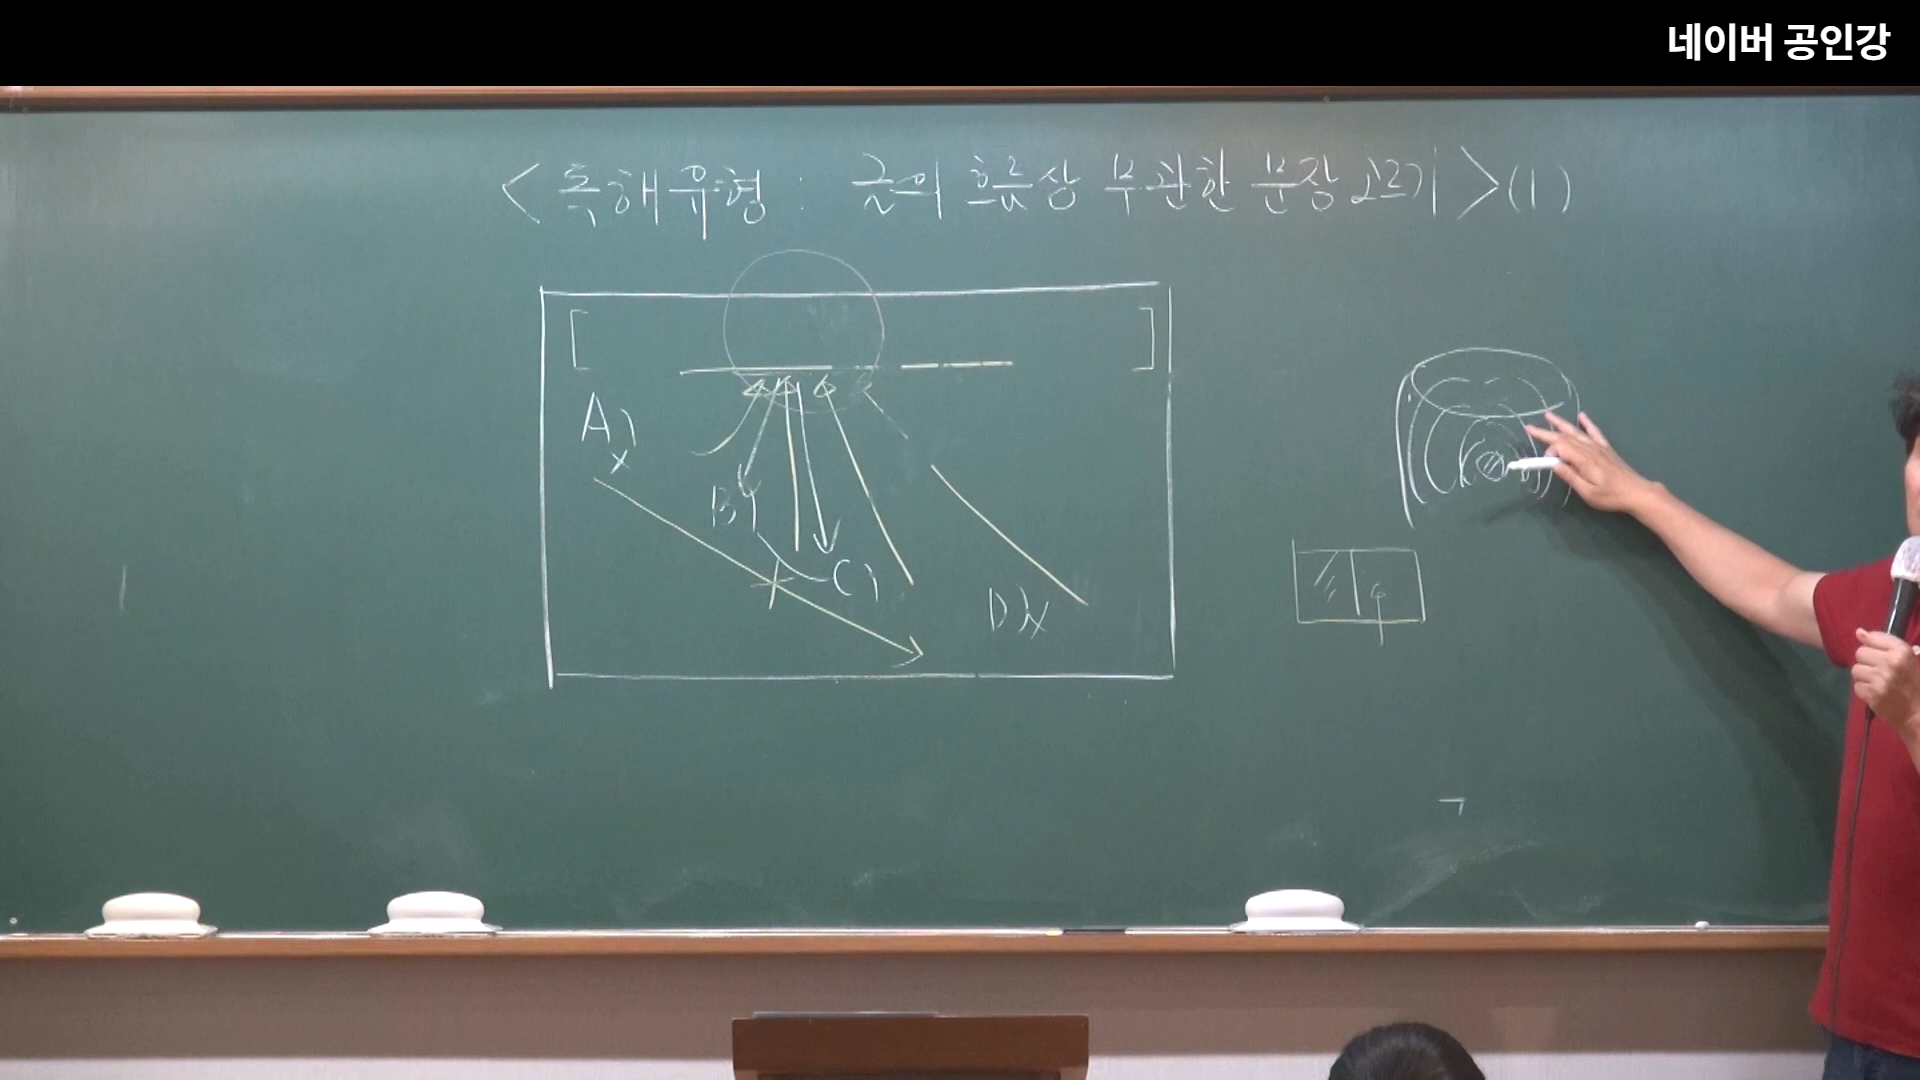 네이버 공인강
<독해유형 : 글의 흐름상 무관한 문장 고르기>(1)
A)
x
B)
C)
D)x